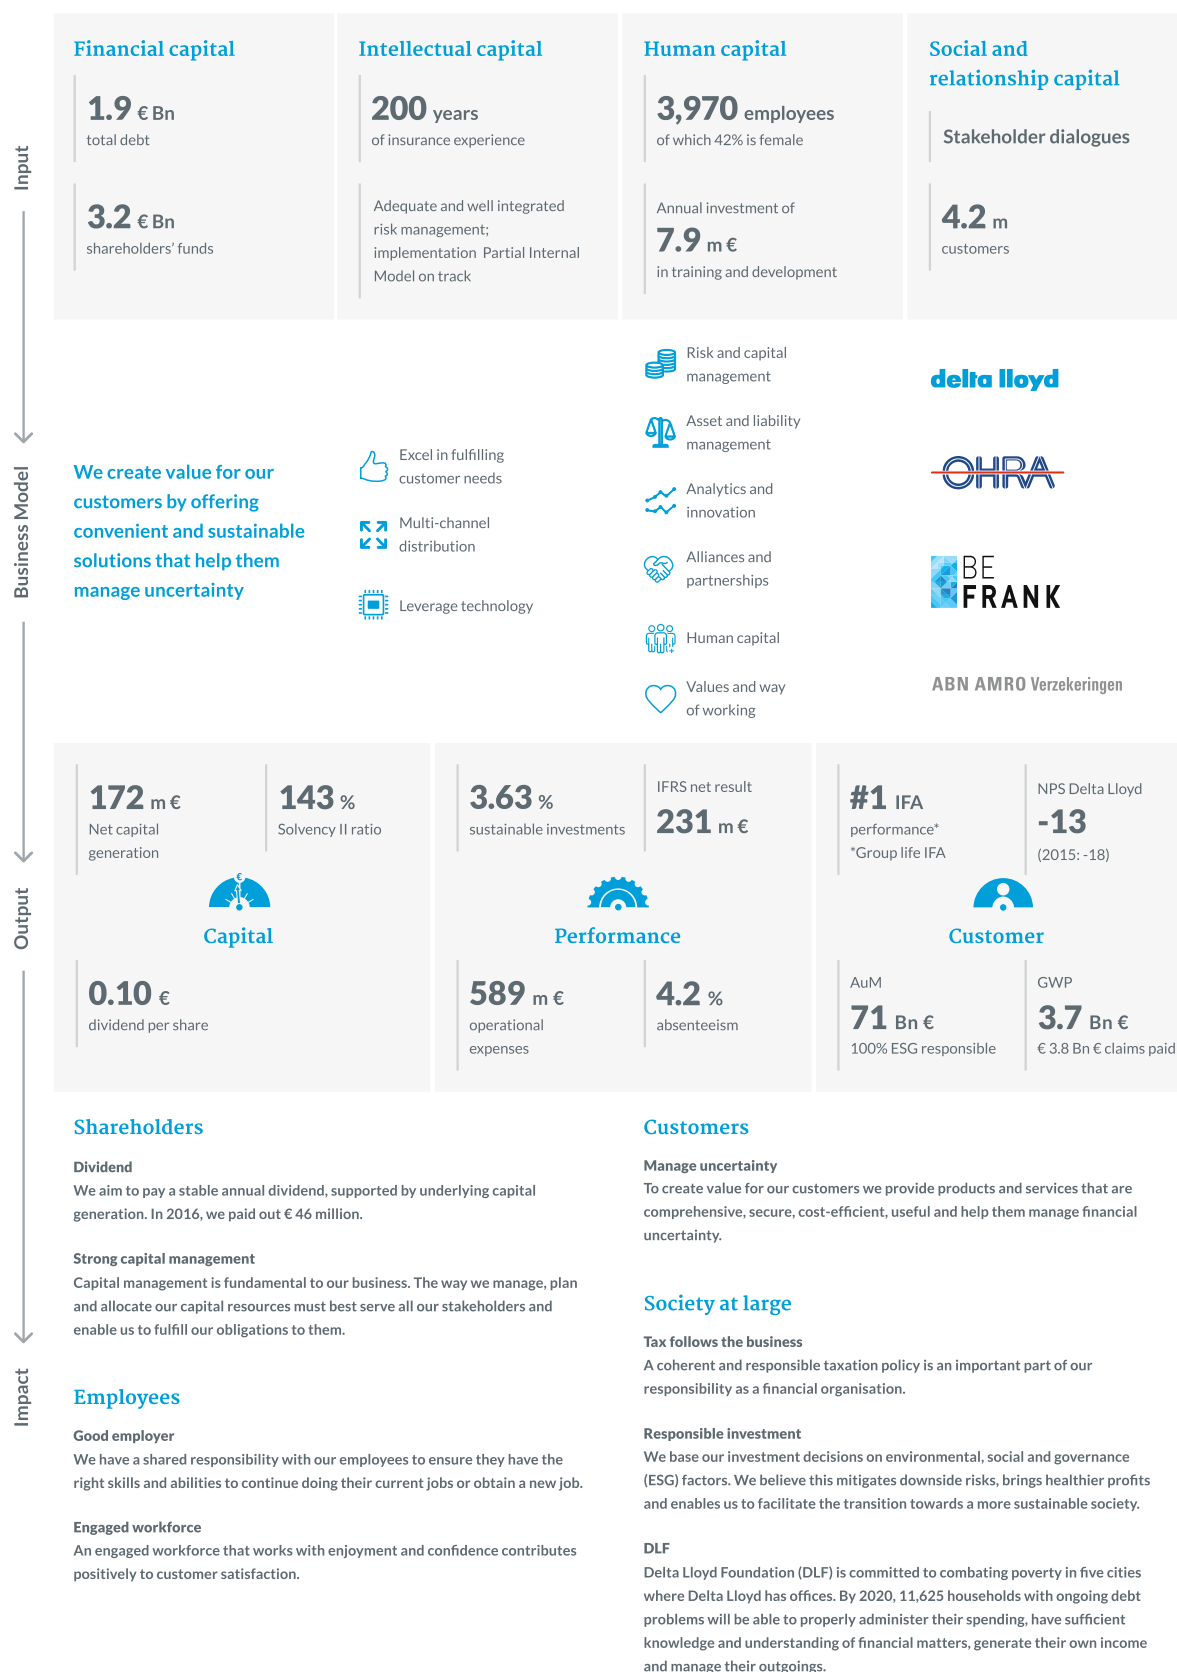 Input
Financial capital
1.9 € Bn
total debt
3.2 € Bn
shareholders' funds
Intellectual capital
200 years
of insurance experience
Adequate and well integrated
risk management;
implementation Partial Internal
Model on track
Human capital
3,970 employees
of which 42% is female
Annual investment of
7.9 m €
in training and development
Social and
relationship capital
Stakeholder dialogues
4.2 m
customers
Business Model
We create value for our
customers by offering
convenient and sustainable
solutions that help them
manage uncertainty
Excel in fulfilling
customer needs
Multi-channel
distribution
Leverage technology
Risk and capital
management
Asset and liability
management
Analytics and
innovation
Alliances and
partnerships
Human capital
Values and way
of working
delta lloyd
OHRA
BE
FRANK
ABN AMRO Verzekeringen
Output
172 m €
Net capital
generation
143 %
Solvency II ratio
€
Capital
0.10 €
dividend per share
3.63 %
sustainable investments
IFRS net result
231 m €
Performance
589 m €
operational
expenses
4.2 %
absenteeism
#1 IFA
performance*
*Group life IFA
NPS Delta Lloyd
-13
(2015: -18)
Customer
AuM
71 Bn €
100% ESG responsible
GWP
3.7 Bn €
€ 3.8 Bn € claims paid
Impact
Shareholders
Dividend
We aim to pay a stable annual dividend, supported by underlying capital
generation. In 2016, we paid out € 46 million.
Strong capital management
Capital management is fundamental to our business. The way we manage, plan
and allocate our capital resources must best serve all our stakeholders and
enable us to fulfill our obligations to them.
Employees
Good employer
We have a shared responsibility with our employees to ensure they have the
right skills and abilities to continue doing their current jobs or obtain a new job.
Engaged workforce
An engaged workforce that works with enjoyment and confidence contributes
positively to customer satisfaction.
Customers
Manage uncertainty
To create value for our customers we provide products and services that are
comprehensive, secure, cost-efficient, useful and help them manage financial
uncertainty.
Society at large
Tax follows the business
A coherent and responsible taxation policy is an important part of our
responsibility as a financial organisation.
Responsible investment
We base our investment decisions on environmental, social and governance
(ESG) factors. We believe this mitigates downside risks, brings healthier profits
and enables us to facilitate the transition towards a more sustainable society.
DLF
Delta Lloyd Foundation (DLF) is committed to combating poverty in five cities
where Delta Lloyd has offices. By 2020, 11,625 households with ongoing debt
problems will be able to properly administer their spending, have sufficient
knowledge and understanding of financial matters, generate their own income
and manage their outgoings.